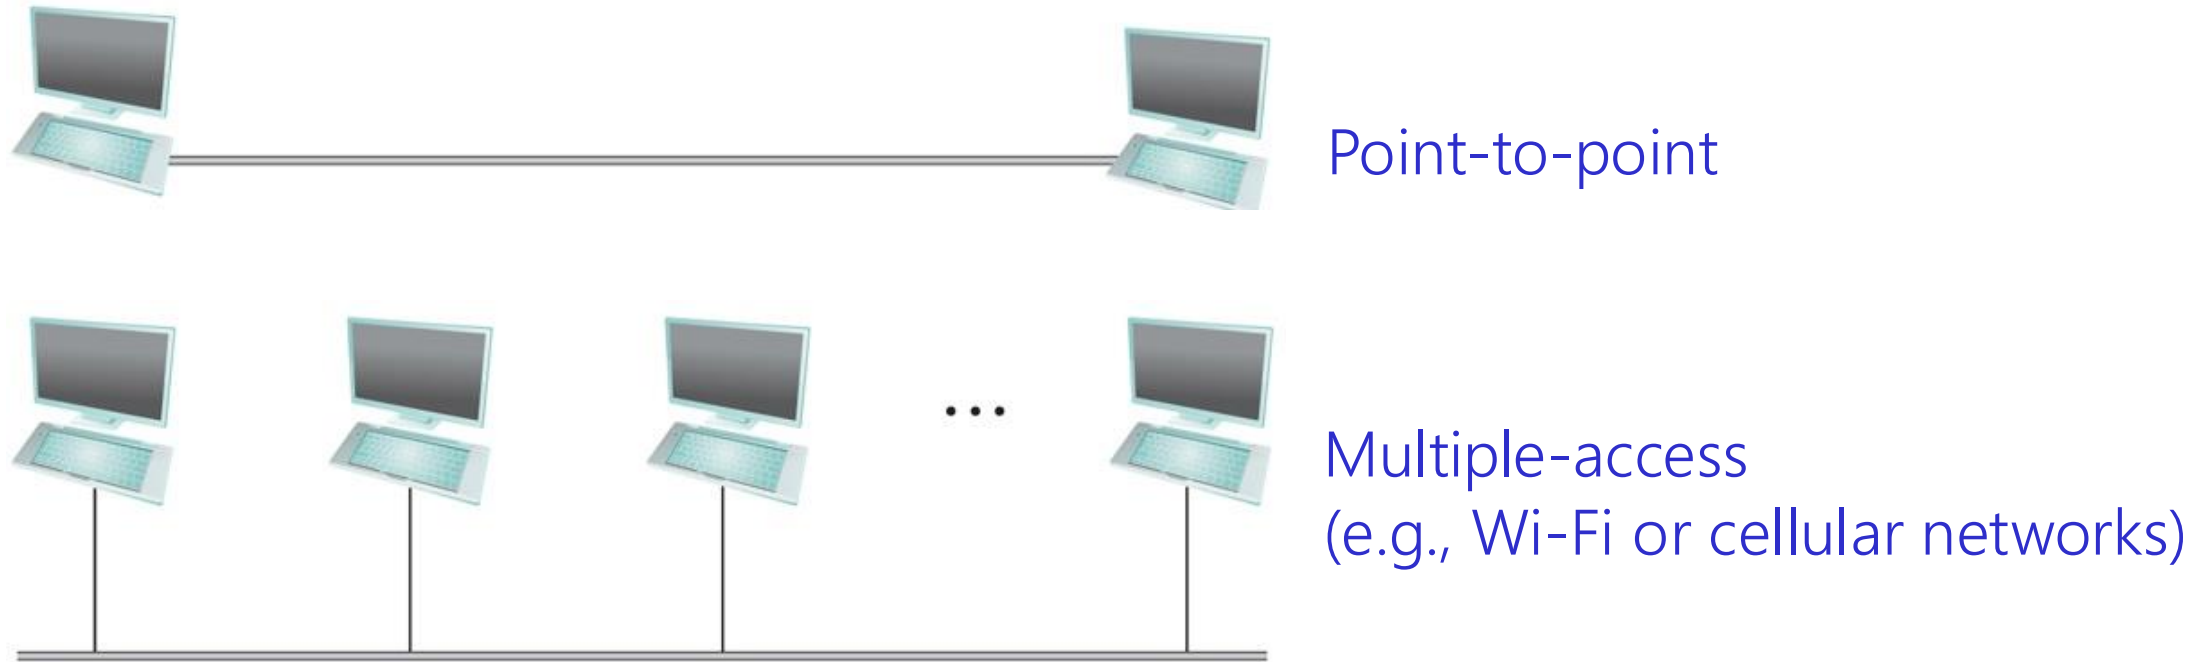 Point-to-point
Multiple-access
(e.g., Wi-Fi or cellular networks)